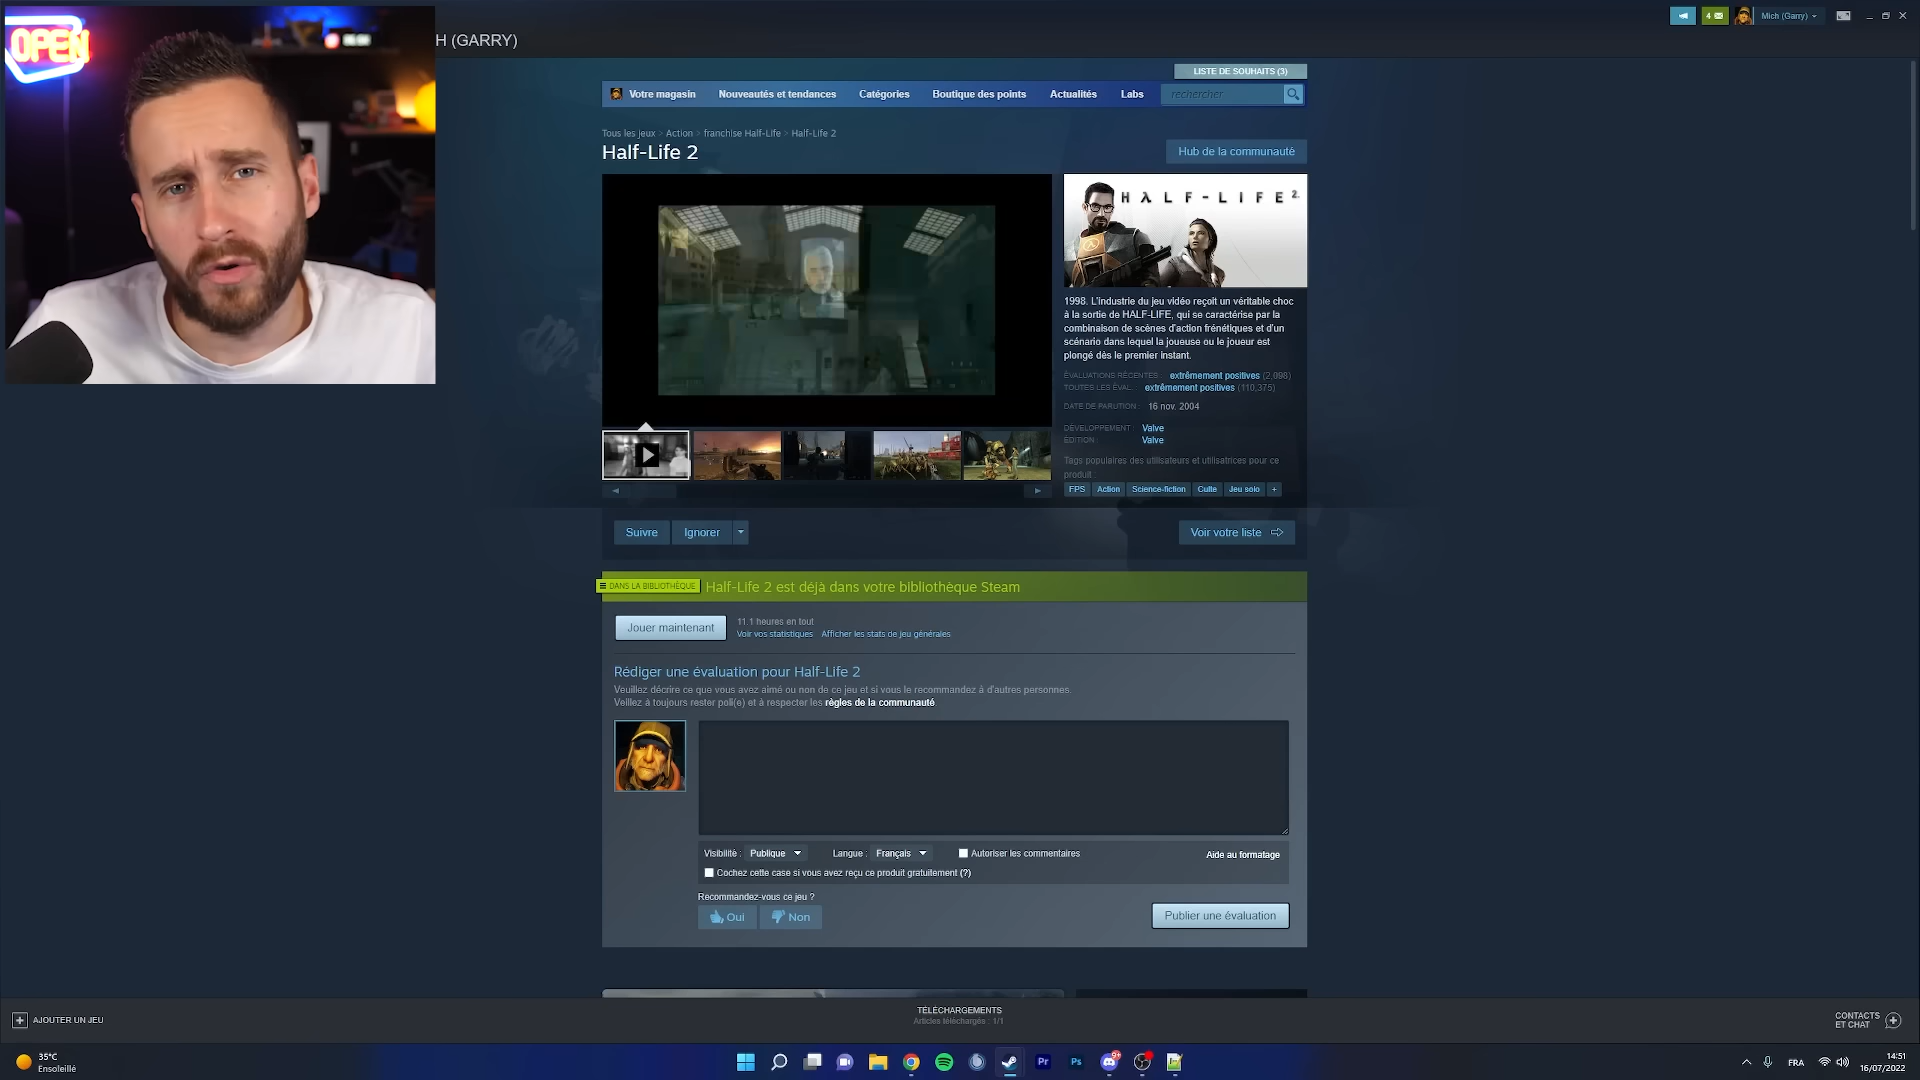 OPEN
H (GARRY)
4
Mich (Garry)
LISTE DE SOUHAITS (3)
Votre magasin
Nouveautés et tendances
Catégories
Boutique des points
Actualités
Labs
rechercher
Tous les jeux > Action > franchise Half-Life > Half-Life 2
Half-Life 2
Hub de la communauté
HλLF-LIFE²
1998. L'industre du jeu vidéo reçoit un véritable choc
à la sortie de HALF-LIFE, qui se caractérise par la
combinaison de scènes d'action frénétiques et d'un
scénario dans lequel la joueuse ou le joueur est
plongé dès le premier instant.
ÉVALUATIONS RÉCENTES : extrêmement positives (2,098)
TOUTES LES ÉVAL. : extrêmement positives (110,375)
DATE DE PARUTION : 16 nov. 2004
DÉVELOPPEMENT : Valve
ÉDITION : Valve
Tags populaires des utilisateurs et utilisatrices pour ce
produit :
FPS
Action
Science-fiction
Culte
Jeu solo
+
Suivre
Ignorer
Voir votre liste
DANS LA BIBLIOTHÈQUE
Half-Life 2 est déjà dans votre bibliothèque Steam
Jouer maintenant
11.1 heures en tout
Voir vos statistiques
Afficher les stats de jeu générales
Rédiger une évaluation pour Half-Life 2
Veuillez décrire ce que vous avez aimé ou non de ce jeu et si vous le recommandez à d'autres personnes.
Veillez à toujours rester poli(e) et à respecter les règles de la communauté
Visibilité : Publique
Langue : Français
Autoriser les commentaires
Aide au formatage
Cochez cette case si vous avez reçu ce produit gratuitement (?)
Recommandez-vous ce jeu ?
Oui
Non
Publier une évaluation
AJOUTER UN JEU
TÉLÉCHARGEMENTS
Articles téléchargés : 1/1
CONTACTS
ET CHAT
35°C
Ensoleillé
Pr
Ps
9+
FRA
14:51
16/07/2022